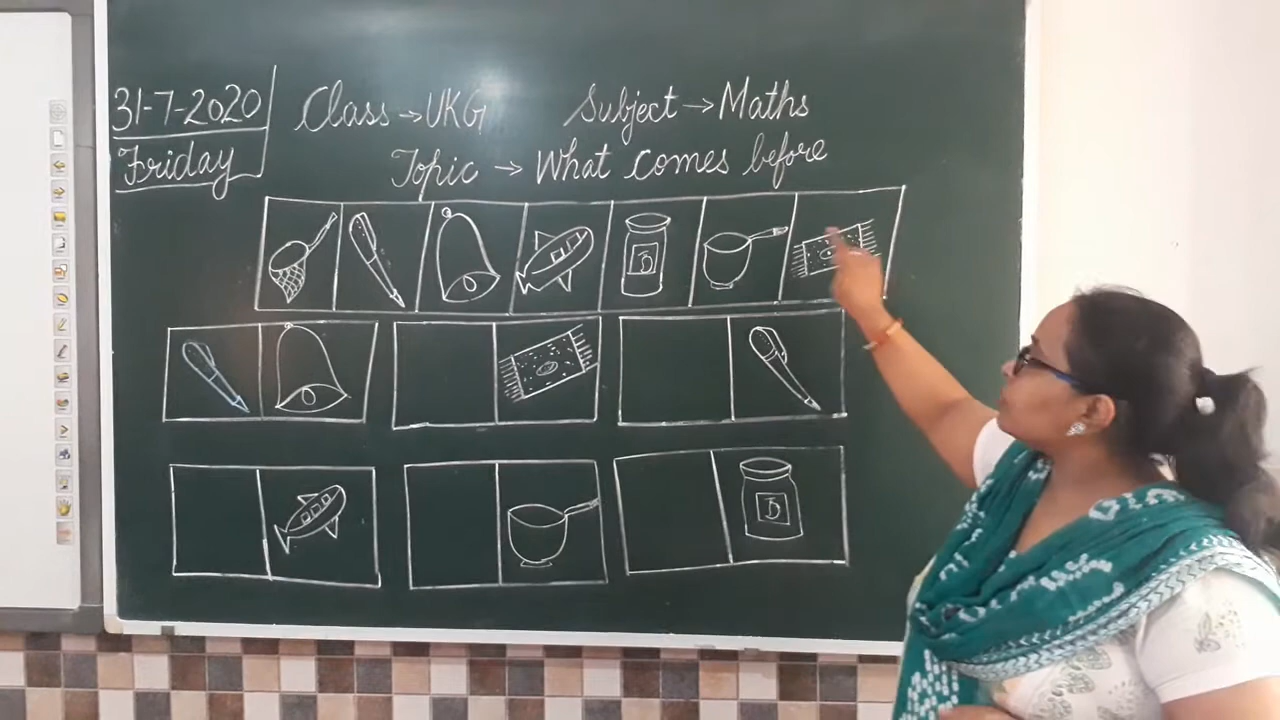 31-7-2020 Class → UKG Subject → Maths
Friday Topic → What comes before